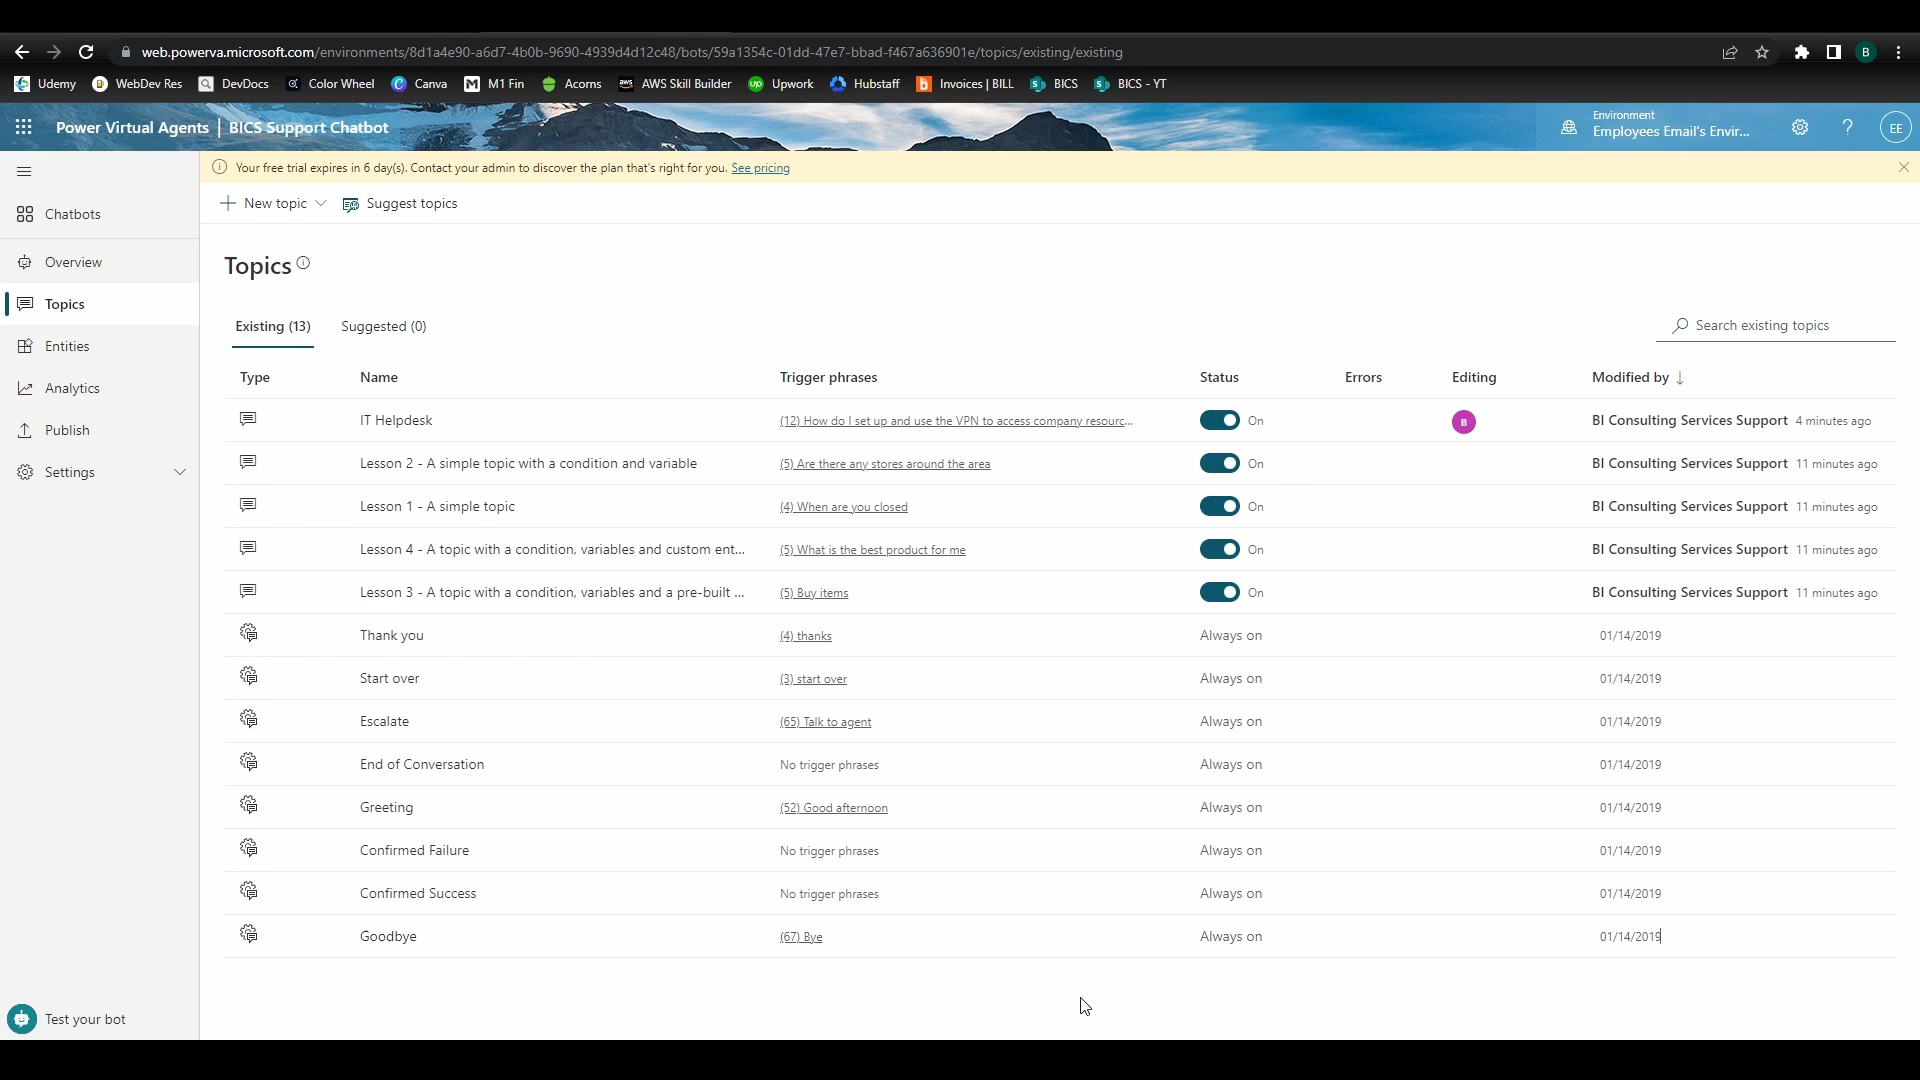 web.powerva.microsoft.com/environments/8d1a4e90-a6d7-4b0b-9690-4939d4d12c48/bots/59a1354c-01dd-47e7-bbad-f467a636901e/topics/existing/existing
B
Udemy WebDev Res DevDocs Color Wheel Canva M1 Fin Acorns AWS Skill Builder Upwork Hubstaff Invoices | BILL BICS BICS - YT
Power Virtual Agents | BICS Support Chatbot
Environment
Employees Email's Envir...
? EE
Your free trial expires in 6 day(s). Contact your admin to discover the plan that's right for you. See pricing
New topic Suggest topics
Chatbots
Overview
Topics
Entities
Analytics
Publish
Settings
Test your bot
Topics
Existing (13) Suggested (0)
Search existing topics
Type Name Trigger phrases Status Errors Editing Modified by ↓
IT Helpdesk (12) How do I set up and use the VPN to access company resourc... On B BI Consulting Services Support 4 minutes ago
Lesson 2 - A simple topic with a condition and variable (5) Are there any stores around the area On BI Consulting Services Support 11 minutes ago
Lesson 1 - A simple topic (4) When are you closed On BI Consulting Services Support 11 minutes ago
Lesson 4 - A topic with a condition, variables and custom ent... (5) What is the best product for me On BI Consulting Services Support 11 minutes ago
Lesson 3 - A topic with a condition, variables and a pre-built ... (5) Buy items On BI Consulting Services Support 11 minutes ago
Thank you (4) thanks Always on 01/14/2019
Start over (3) start over Always on 01/14/2019
Escalate (65) Talk to agent Always on 01/14/2019
End of Conversation No trigger phrases Always on 01/14/2019
Greeting (52) Good afternoon Always on 01/14/2019
Confirmed Failure No trigger phrases Always on 01/14/2019
Confirmed Success No trigger phrases Always on 01/14/2019
Goodbye (67) Bye Always on 01/14/2019